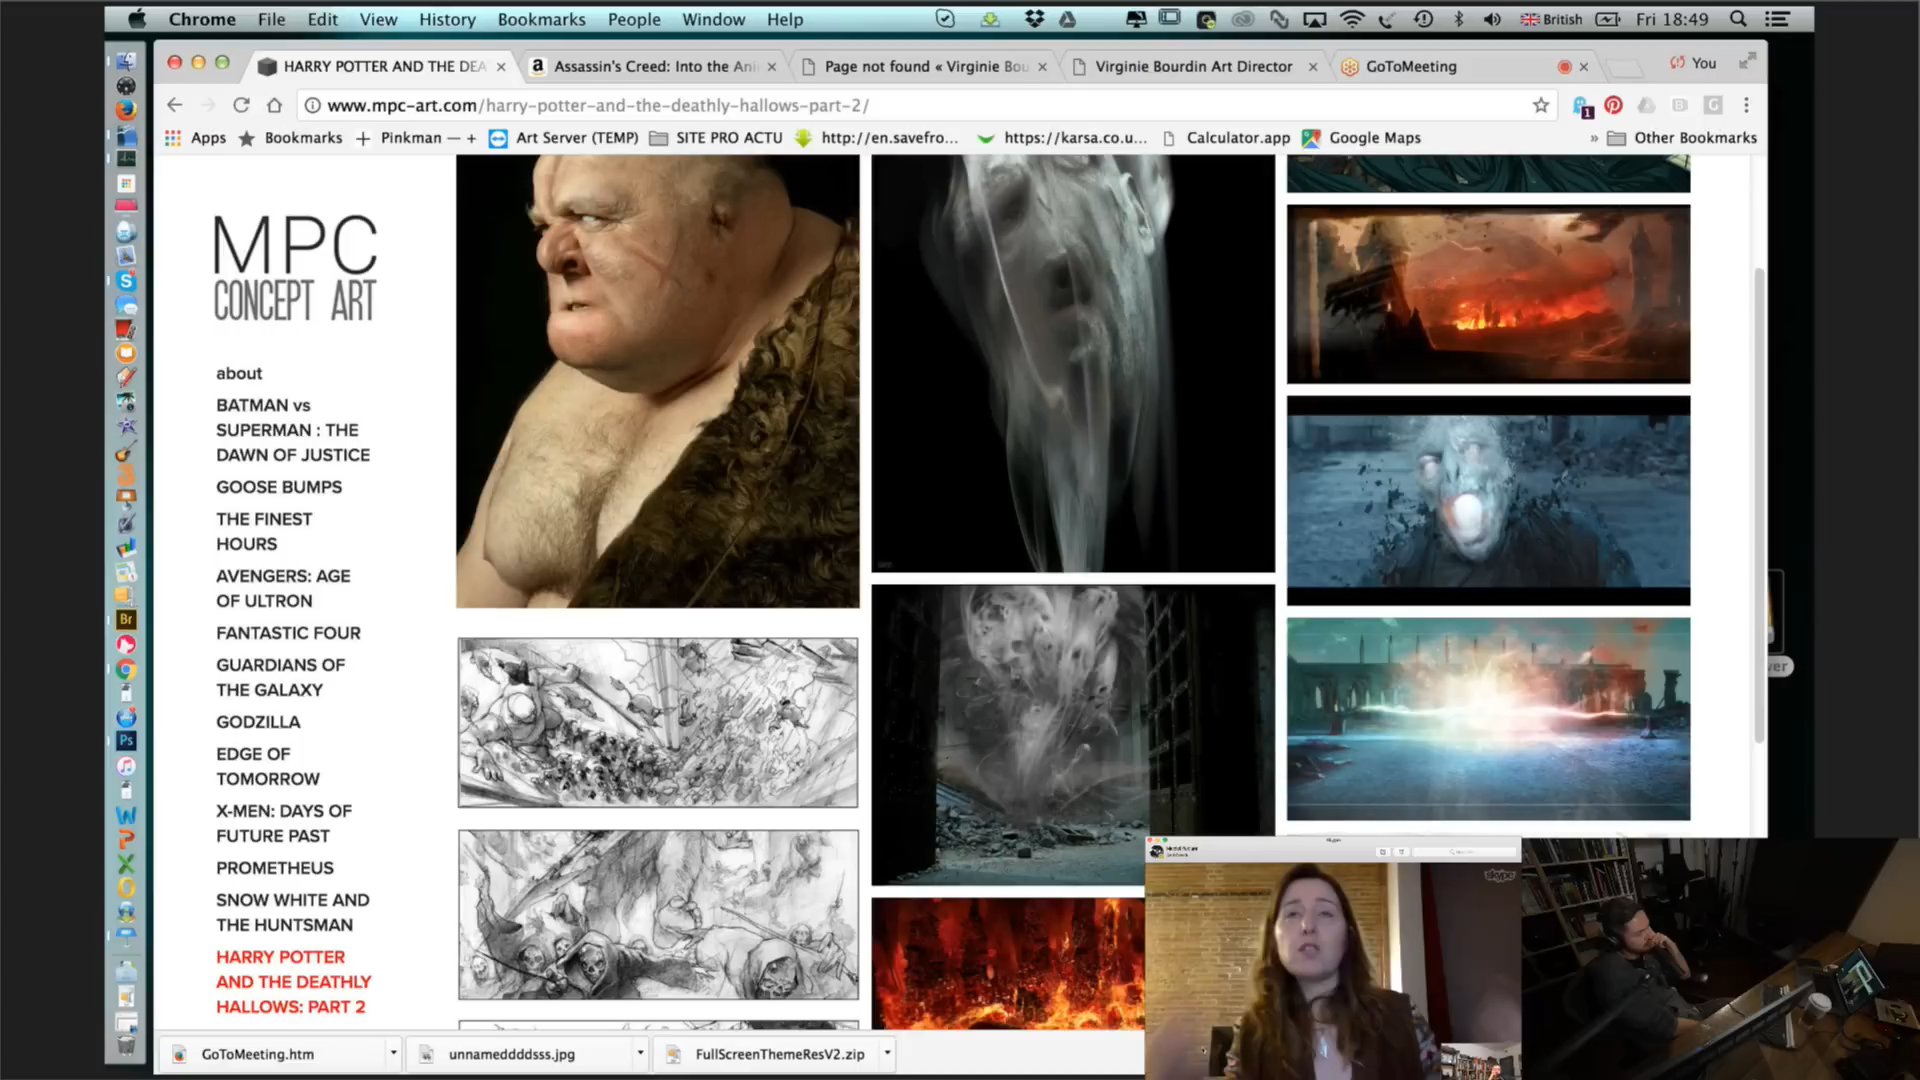 Chrome File Edit View History Bookmarks People Window Help British Fri 18:49
HARRY POTTER AND THE DEA Assassin's Creed: Into the Ani Page not found « Virginie Bou Virginie Bourdin Art Director GoToMeeting You
www.mpc-art.com/harry-potter-and-the-deathly-hallows-part-2/
Apps Bookmarks Pinkman — + Art Server (TEMP) SITE PRO ACTU http://en.savefro... https://karsa.co.u... Calculator.app Google Maps » Other Bookmarks
MPC
CONCEPT ART
about
BATMAN vs
SUPERMAN : THE
DAWN OF JUSTICE
GOOSE BUMPS
THE FINEST
HOURS
AVENGERS: AGE
OF ULTRON
FANTASTIC FOUR
GUARDIANS OF
THE GALAXY
GODZILLA
EDGE OF
TOMORROW
X-MEN: DAYS OF
FUTURE PAST
PROMETHEUS
SNOW WHITE AND
THE HUNTSMAN
HARRY POTTER
AND THE DEATHLY
HALLOWS: PART 2
Br
Ps
ver
skype
GoToMeeting.htm unnameddddsss.jpg FullScreenThemeResV2.zip